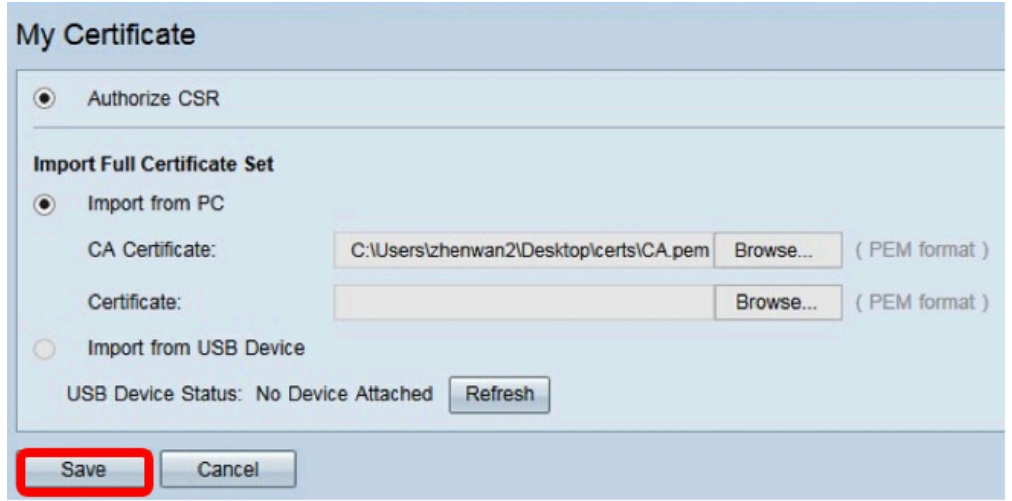 My Certificate
Authorize CSR
Import Full Certificate Set
Import from PC
CA Certificate: C:\Users\zhenwan2\Desktop\certs\CA.pem Browse... ( PEM format )
Certificate: Browse... ( PEM format )
Import from USB Device
USB Device Status: No Device Attached Refresh
Save Cancel